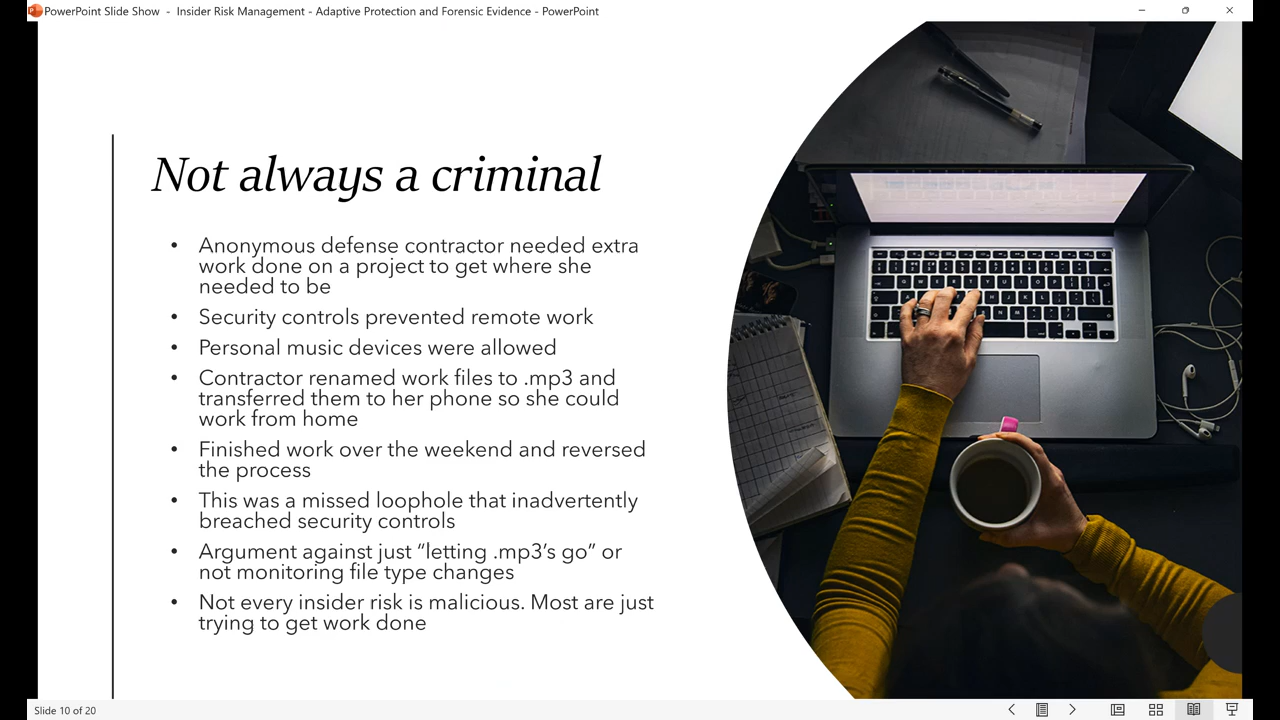 PowerPoint Slide Show - Insider Risk Management - Adaptive Protection and Forensic Evidence - PowerPoint
Not always a criminal
• Anonymous defense contractor needed extra
work done on a project to get where she
needed to be
• Security controls prevented remote work
• Personal music devices were allowed
• Contractor renamed work files to .mp3 and
transferred them to her phone so she could
work from home
• Finished work over the weekend and reversed
the process
• This was a missed loophole that inadvertently
breached security controls
• Argument against just “letting .mp3’s go” or
not monitoring file type changes
• Not every insider risk is malicious. Most are just
trying to get work done
Slide 10 of 20